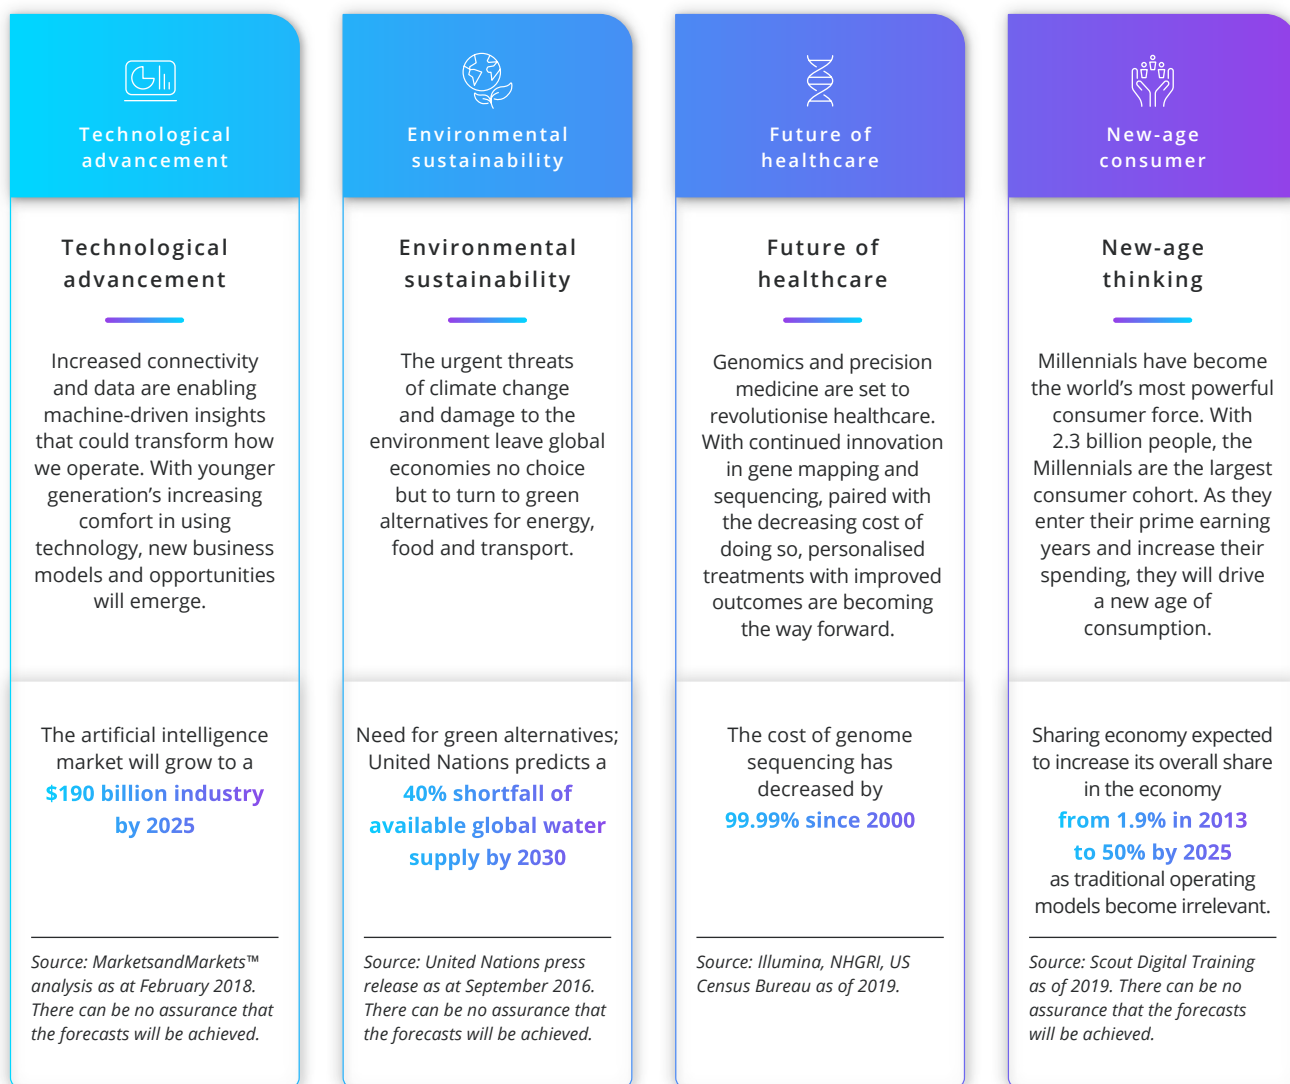 Technological
advancement
Technological
advancement
Increased connectivity
and data are enabling
machine-driven insights
that could transform how
we operate. With younger
generation’s increasing
comfort in using
technology, new business
models and opportunities
will emerge.
The artificial intelligence
market will grow to a
$190 billion industry
by 2025
Source: MarketsandMarkets™
analysis as at February 2018.
There can be no assurance that
the forecasts will be achieved.
Environmental
sustainability
Environmental
sustainability
The urgent threats
of climate change
and damage to the
environment leave global
economies no choice
but to turn to green
alternatives for energy,
food and transport.
Need for green alternatives;
United Nations predicts a
40% shortfall of
available global water
supply by 2030
Source: United Nations press
release as at September 2016.
There can be no assurance that
the forecasts will be achieved.
Future of
healthcare
Future of
healthcare
Genomics and precision
medicine are set to
revolutionise healthcare.
With continued innovation
in gene mapping and
sequencing, paired with
the decreasing cost of
doing so, personalised
treatments with improved
outcomes are becoming
the way forward.
The cost of genome
sequencing has
decreased by
99.99% since 2000
Source: Illumina, NHGRI, US
Census Bureau as of 2019.
New-age
consumer
New-age
thinking
Millennials have become
the world’s most powerful
consumer force. With
2.3 billion people, the
Millennials are the largest
consumer cohort. As they
enter their prime earning
years and increase their
spending, they will drive
a new age of
consumption.
Sharing economy expected
to increase its overall share
in the economy
from 1.9% in 2013
to 50% by 2025
as traditional operating
models become irrelevant.
Source: Scout Digital Training
as of 2019. There can be no
assurance that the forecasts
will be achieved.